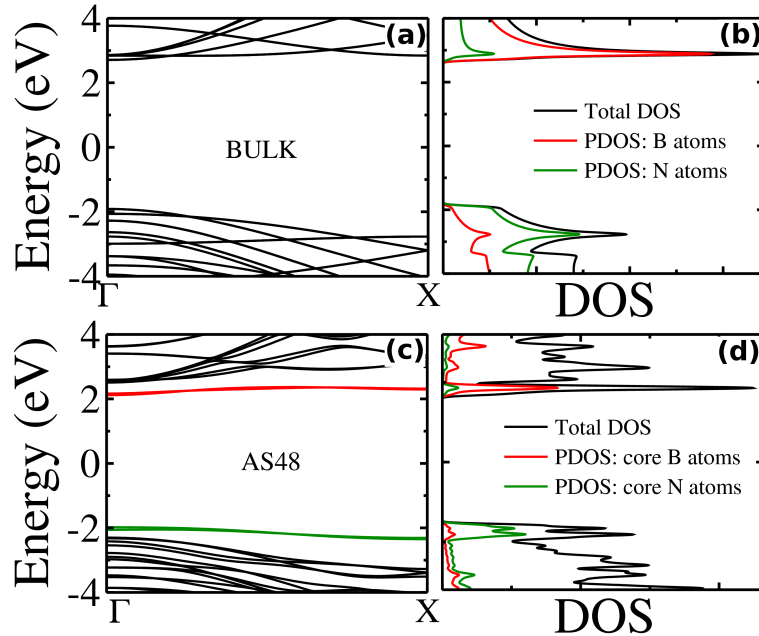 Energy (eV)
4
2
0
-2
-4
(a)
BULK
Γ
X
(b)
Total DOS
PDOS: B atoms
PDOS: N atoms
DOS
Energy (eV)
4
2
0
-2
-4
(c)
AS48
Γ
X
(d)
Total DOS
PDOS: core B atoms
PDOS: core N atoms
DOS